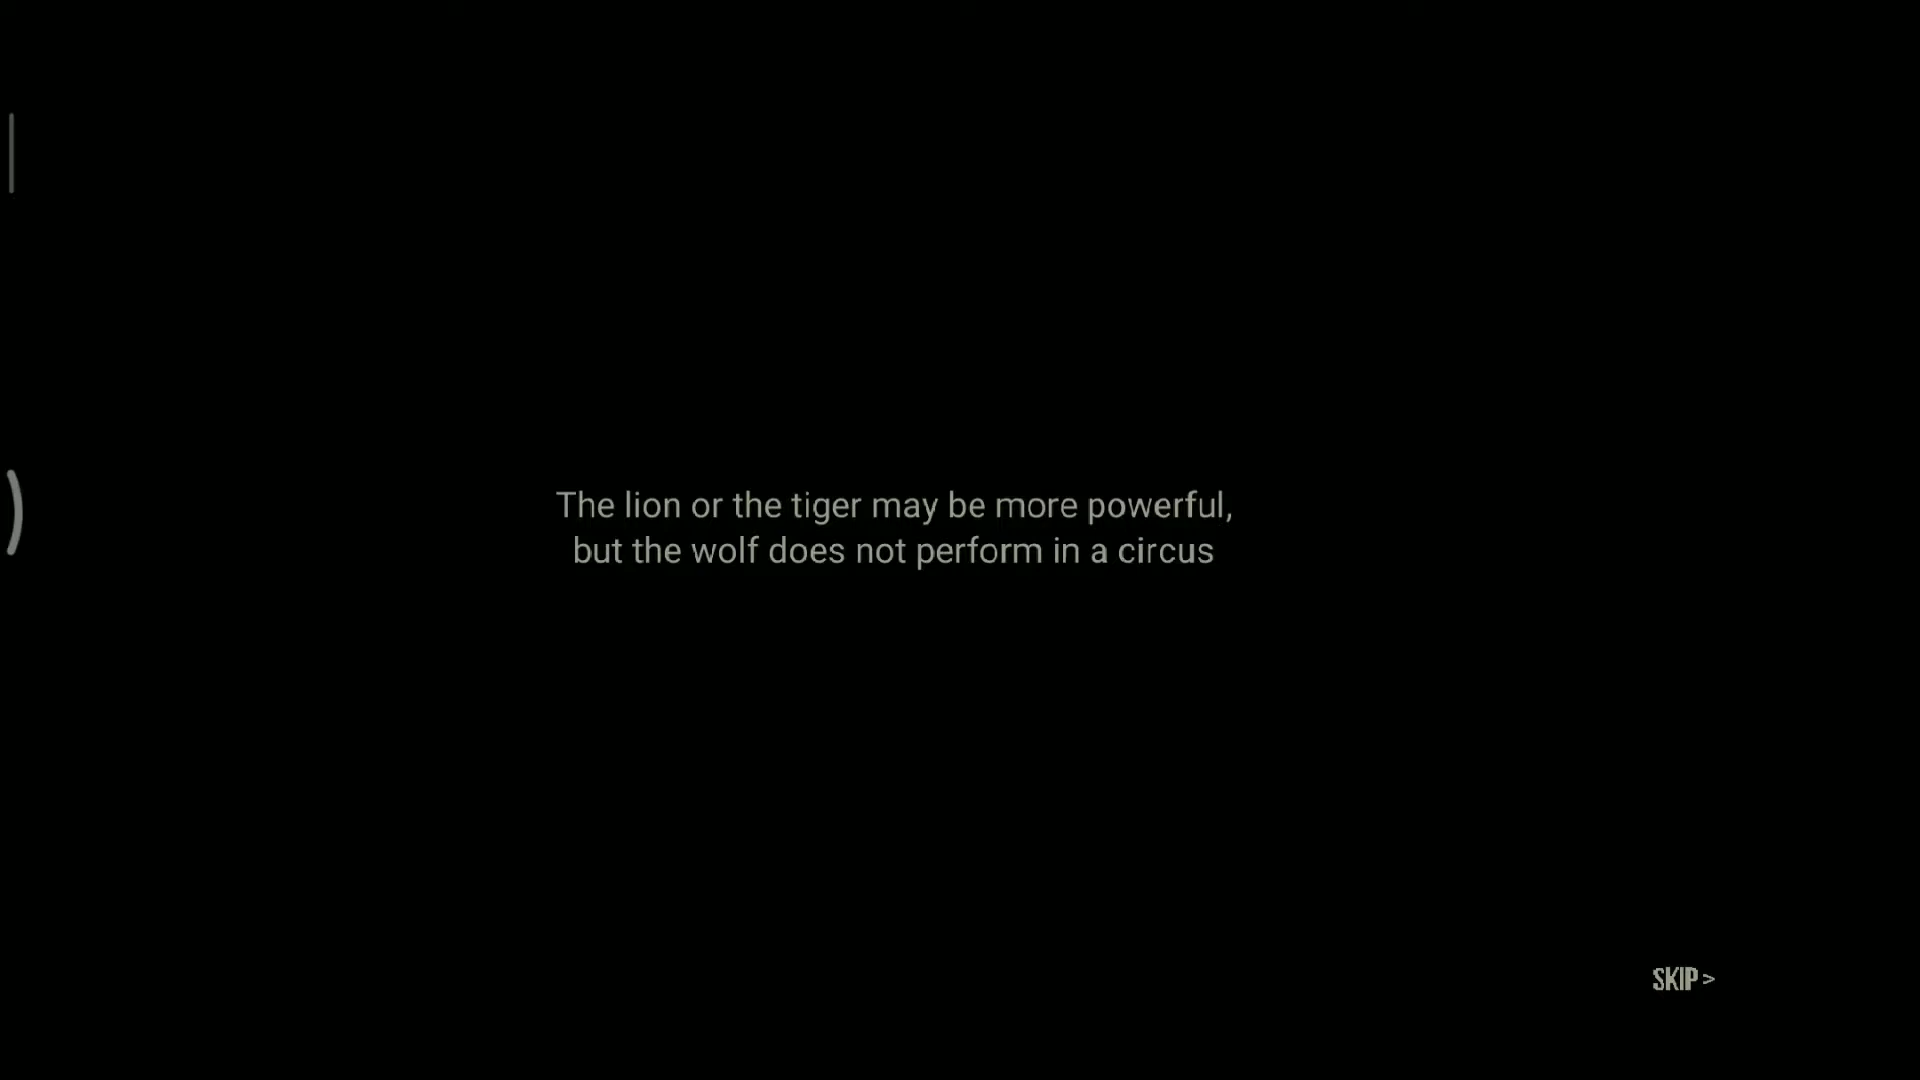 The lion or the tiger may be more powerful,
but the wolf does not perform in a circus
SKIP >